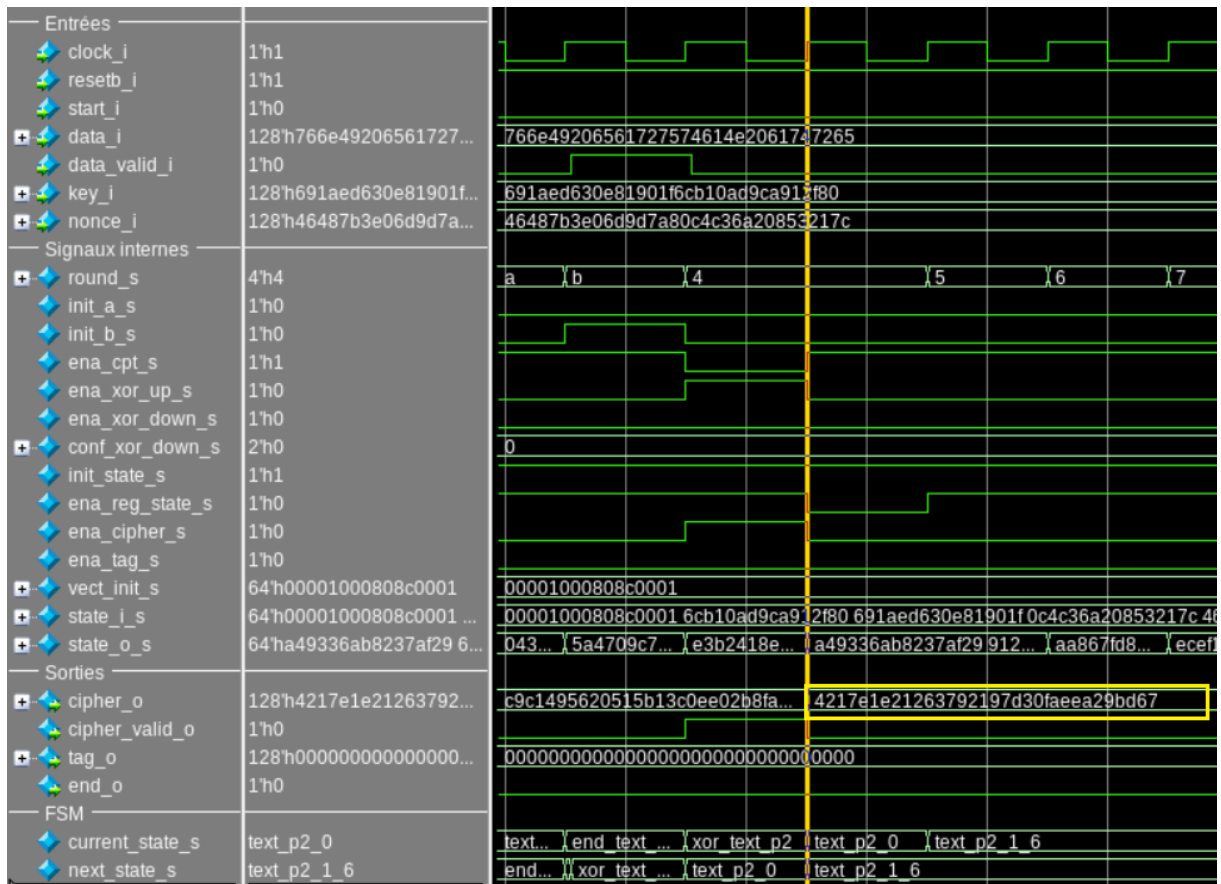 Entrées
clock_i 1'h1
resetb_i 1'h1
start_i 1'h0
data_i 128'h766e49206561727... 766e49206561727574614e2061747265
data_valid_i 1'h0
key_i 128'h691aed630e81901f... 691aed630e81901f6cb10ad9ca912f80
nonce_i 128'h46487b3e06d9d7a... 46487b3e06d9d7a80c4c36a20853217c
Signaux internes
round_s 4'h4 a b 4 5 6 7
init_a_s 1'h0
init_b_s 1'h0
ena_cpt_s 1'h1
ena_xor_up_s 1'h0
ena_xor_down_s 1'h0
conf_xor_down_s 2'h0 0
init_state_s 1'h1
ena_reg_state_s 1'h0
ena_cipher_s 1'h0
ena_tag_s 1'h0
vect_init_s 64'h00001000808c0001 00001000808c0001
state_i_s 64'h00001000808c0001 ... 00001000808c0001 6cb10ad9ca912f80 691aed630e81901f 0c4c36a20853217c 46
state_o_s 64'ha49336ab8237af29 6... 043... 5a4709c7... e3b2418e... a49336ab8237af29 912... aa867fd8... ecef1
Sorties
cipher_o 128'h4217e1e21263792... c9c1495620515b13c0ee02b8fa... 4217e1e21263792197d30faeea29bd67
cipher_valid_o 1'h0
tag_o 128'h000000000000000... 00000000000000000000000000000000
end_o 1'h0
FSM
current_state_s text_p2_0 text... end_text_... xor_text_p2 text_p2_0 text_p2_1_6
next_state_s text_p2_1_6 end... xor_text_... text_p2_0 text_p2_1_6